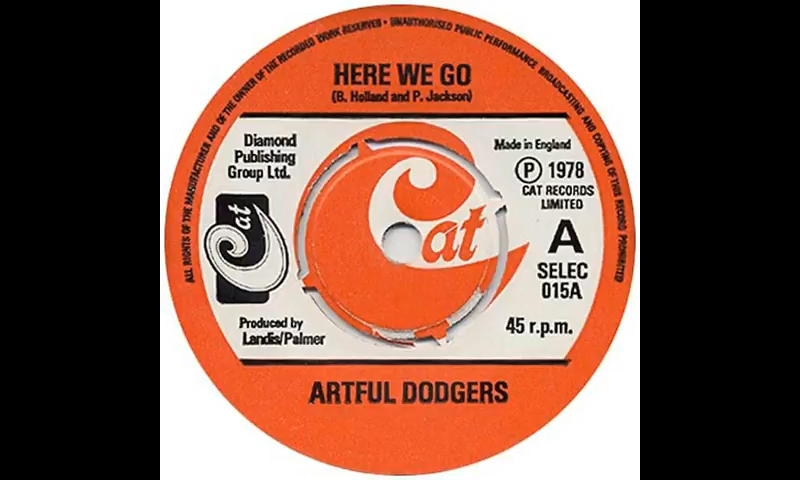 ALL RIGHTS OF THE MANUFACTURER AND OF THE OWNER OF THE RECORDED WORK RESERVED • UNAUTHORISED PUBLIC PERFORMANCE BROADCASTING AND COPYING OF THIS RECORD PROHIBITED
HERE WE GO
(B. Holland and P. Jackson)
Diamond
Publishing
Group Ltd.
Made in England
Ⓟ 1978
CAT RECORDS
LIMITED
Cat
Cat
A
SELEC
015A
Produced by
Landis/Palmer
45 r.p.m.
ARTFUL DODGERS